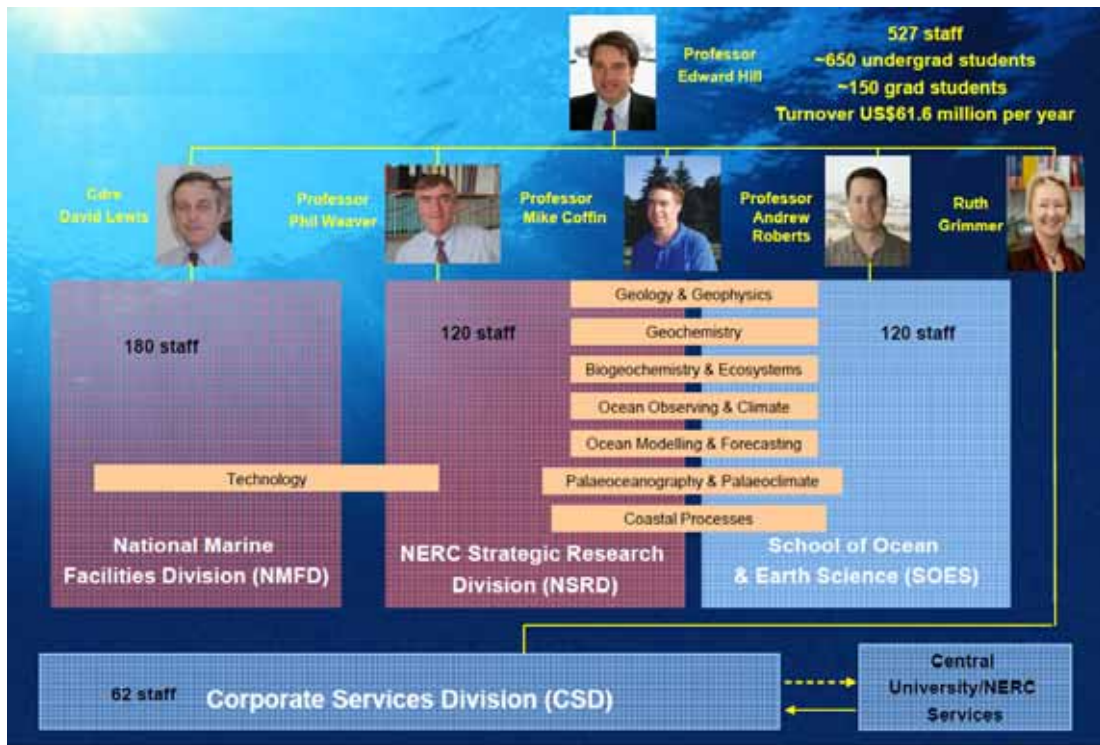 Professor
Edward Hill
527 staff
~650 undergrad students
~150 grad students
Turnover US$61.6 million per year
Cdre
David Lewis
Professor
Phil Weaver
Professor
Mike Coffin
Professor
Andrew
Roberts
Ruth
Grimmer
180 staff
120 staff
120 staff
Geology & Geophysics
Geochemistry
Biogeochemistry & Ecosystems
Ocean Observing & Climate
Ocean Modelling & Forecasting
Technology
Palaeoceanography & Palaeoclimate
Coastal Processes
National Marine
Facilities Division (NMFD)
NERC Strategic Research
Division (NSRD)
School of Ocean
& Earth Science (SOES)
62 staff
Corporate Services Division (CSD)
Central
University/NERC
Services